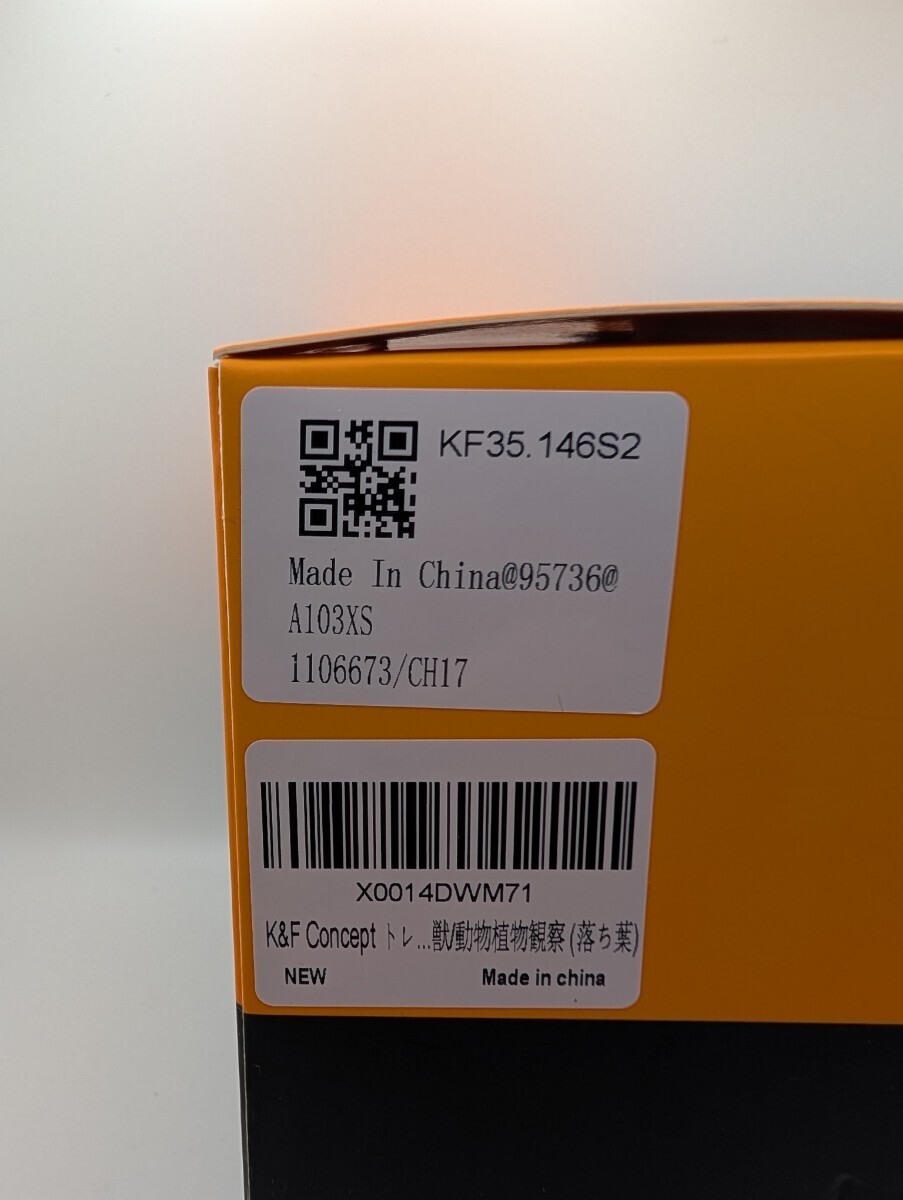 KF35.146S2
Made In China@95736@
A103XS
1106673/CH17
X0014DWM71
K&F Concept トレ...獣/動物植物観察 (落ち葉)
NEW Made in china